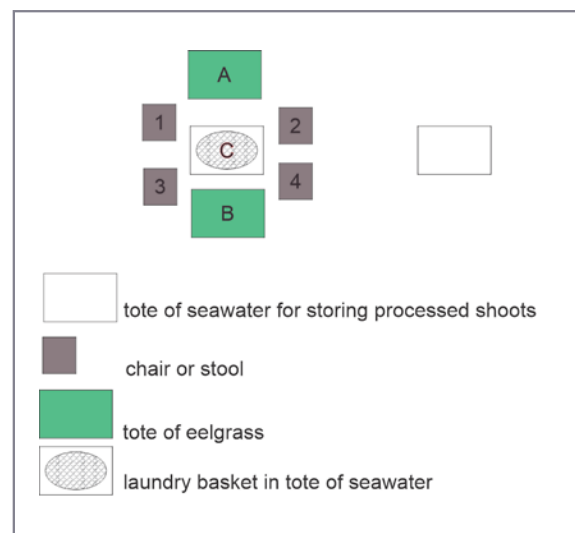 A
1
2
C
3
4
B
tote of seawater for storing processed shoots
chair or stool
tote of eelgrass
laundry basket in tote of seawater